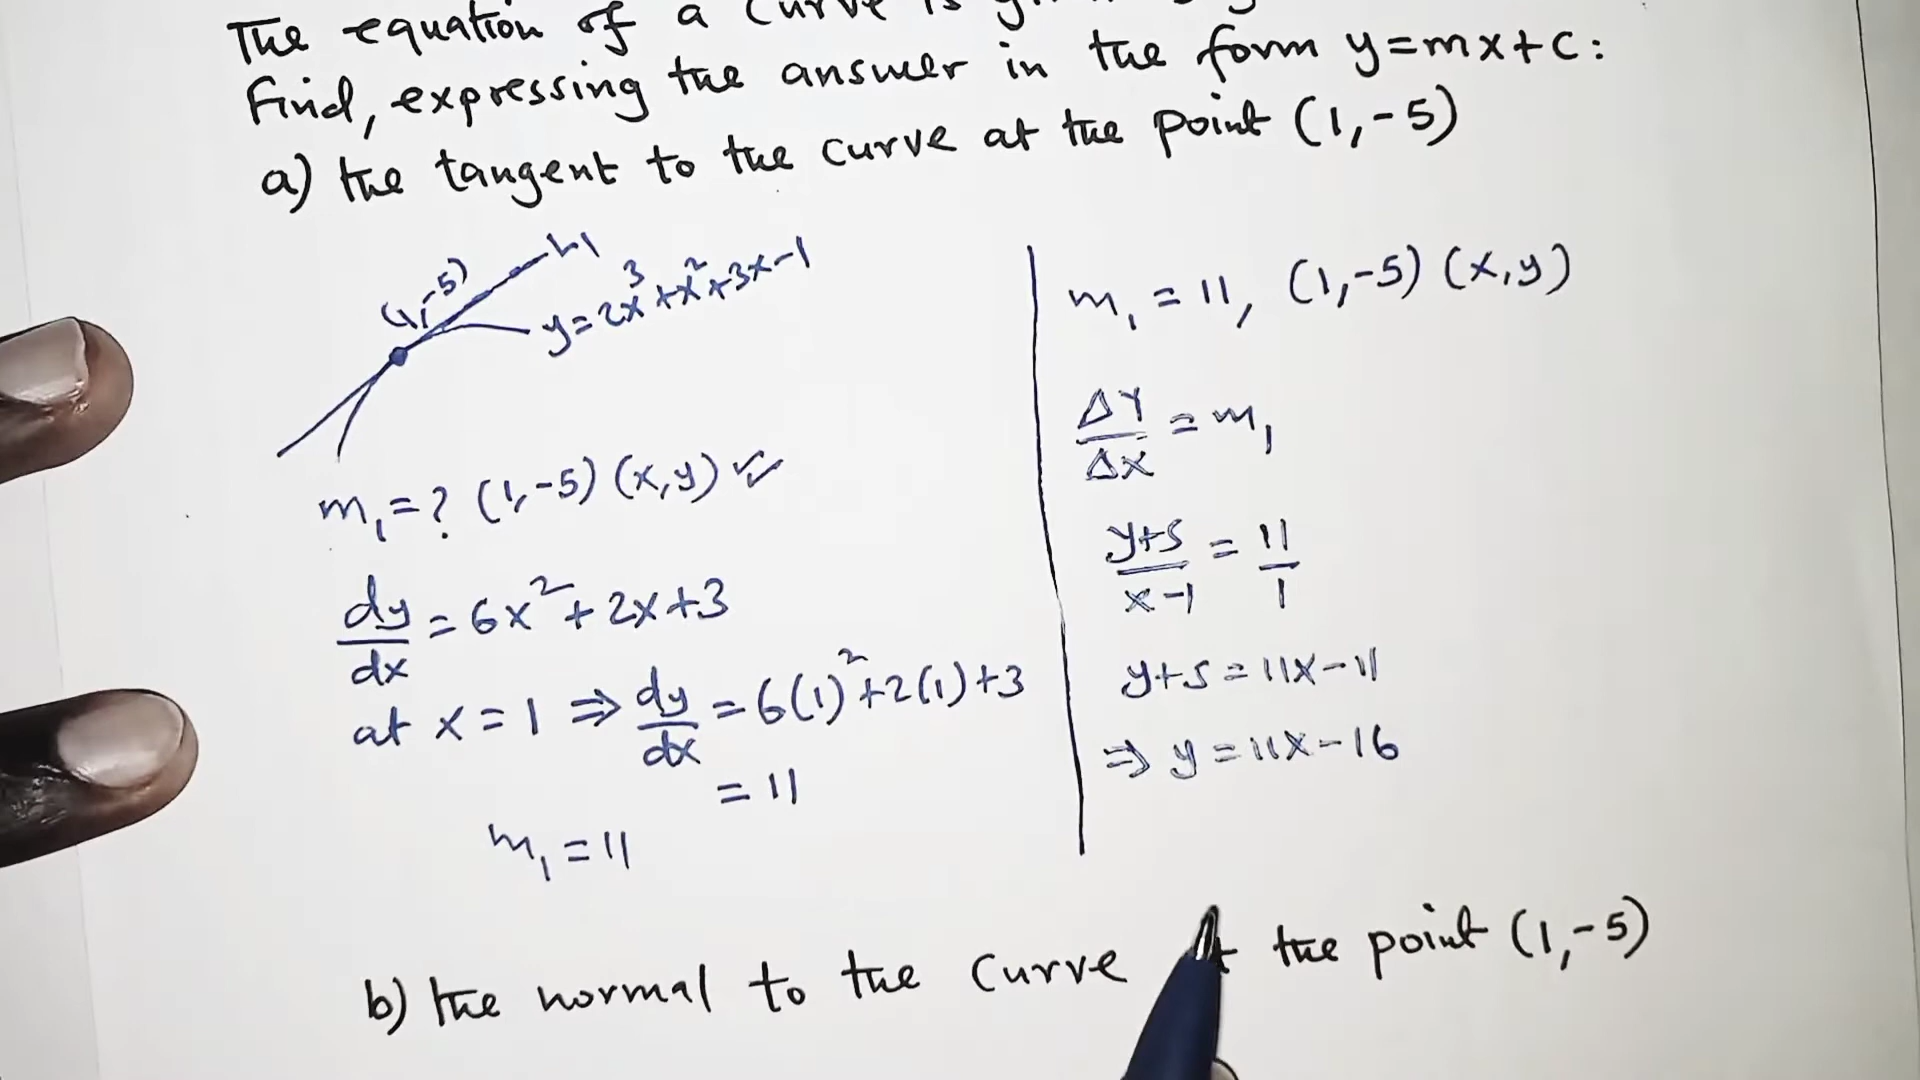 The equation of a curve is
Find, expressing the answer in the form y=mx+c:
a) the tangent to the curve at the point (1,-5)
(1,-5)
L1
y=2x³+x²+3x-1
m₁=? (1,-5) (x,y)
dy/dx = 6x²+2x+3
at x=1 ⇒ dy/dx = 6(1)²+2(1)+3
=11
m₁=11
m₁=11, (1,-5) (x,y)
ΔY/ΔX = m₁
y+5/x-1 = 11/1
y+5=11x-11
⇒ y=11x-16
b) the normal to the curve the point (1,-5)